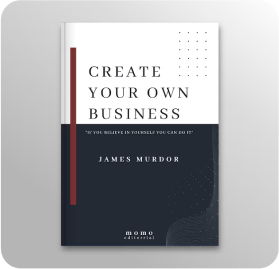 CREATE
YOUR OWN
BUSINESS
"IF YOU BELIEVE IN YOURSELF YOU CAN DO IT"
JAMES MURDOR
momo
editorial